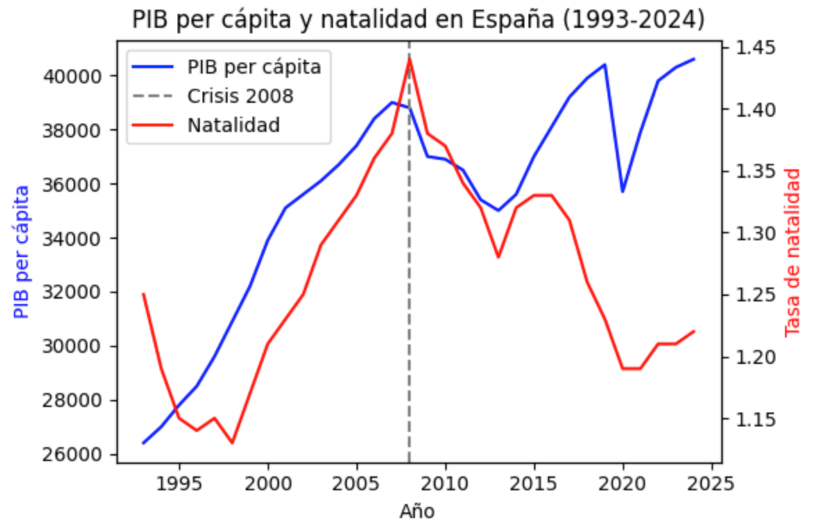 PIB per cápita y natalidad en España (1993-2024)
PIB per cápita
Crisis 2008
Natalidad
40000
38000
36000
34000
32000
30000
28000
26000
PIB per cápita
1.45
1.40
1.35
1.30
1.25
1.20
1.15
Tasa de natalidad
1995 2000 2005 2010 2015 2020 2025
Año